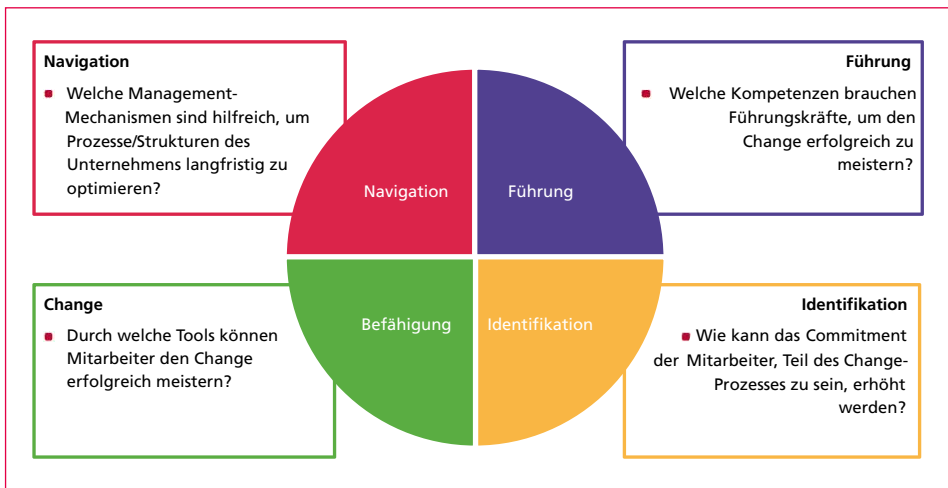 Navigation
Welche Management-
Mechanismen sind hilfreich, um
Prozesse/Strukturen des
Unternehmens langfristig zu
optimieren?
Führung
Welche Kompetenzen brauchen
Führungskräfte, um den
Change erfolgreich zu
meistern?
Navigation
Führung
Befähigung
Identifikation
Change
Durch welche Tools können
Mitarbeiter den Change
erfolgreich meistern?
Identifikation
Wie kann das Commitment
der Mitarbeiter, Teil des Change-
Prozesses zu sein, erhöht
werden?